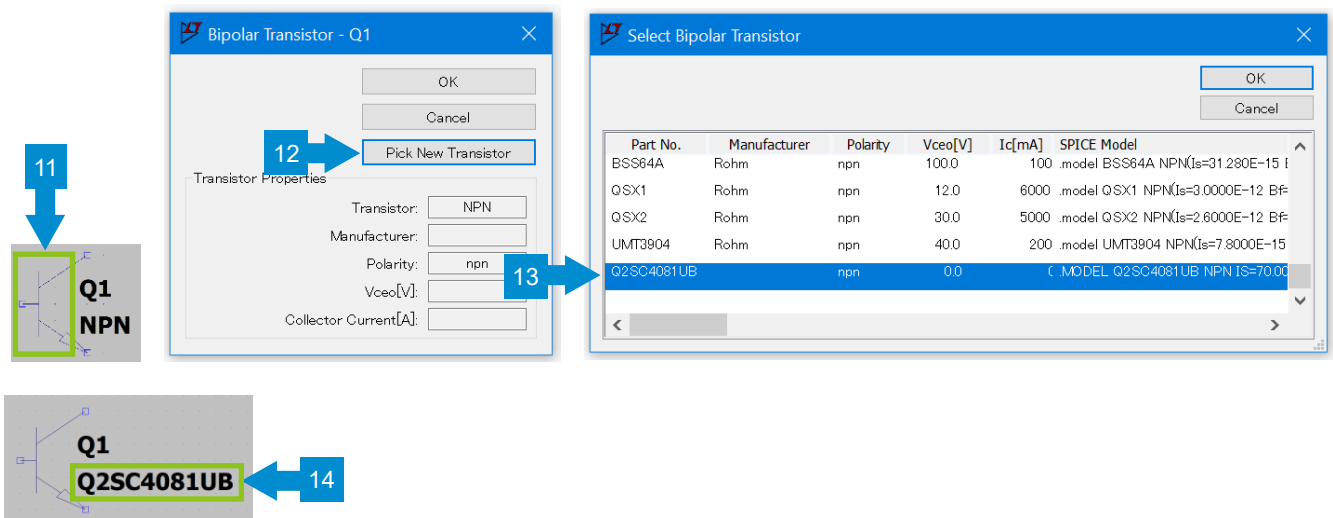 11
Q1
NPN
Bipolar Transistor - Q1
OK
Cancel
12
Pick New Transistor
Transistor Properties
Transistor: NPN
Manufacturer:
Polarity: npn
Vceo[V]:
Collector Current[A]:
Select Bipolar Transistor
OK
Cancel
Part No. Manufacturer Polarity Vceo[V] Ic[mA] SPICE Model
BSS64A Rohm npn 100.0 100 .model BSS64A NPN(Is=31.280E-15
QSX1 Rohm npn 12.0 6000 .model QSX1 NPN(Is=3.0000E-12 Bf=
QSX2 Rohm npn 30.0 5000 .model QSX2 NPN(Is=2.6000E-12 Bf=
UMT3904 Rohm npn 40.0 200 .model UMT3904 NPN(Is=7.8000E-15
13
Q2SC4081UB npn 0.0 .MODEL Q2SC4081UB NPN IS=70.00
Q1
Q2SC4081UB
14